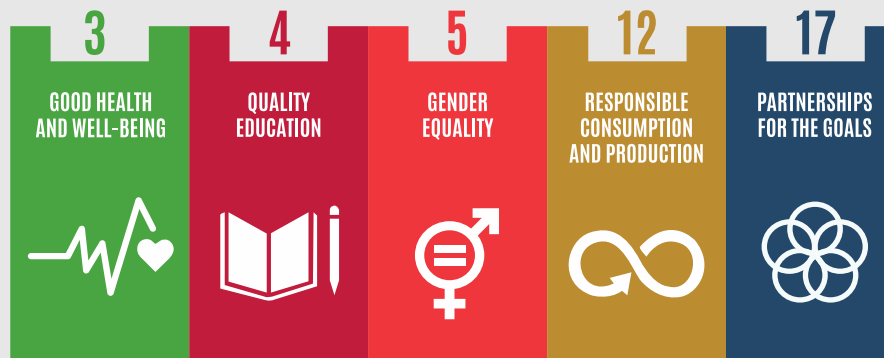 3
GOOD HEALTH
AND WELL-BEING
4
QUALITY
EDUCATION
5
GENDER
EQUALITY
12
RESPONSIBLE
CONSUMPTION
AND PRODUCTION
17
PARTNERSHIPS
FOR THE GOALS